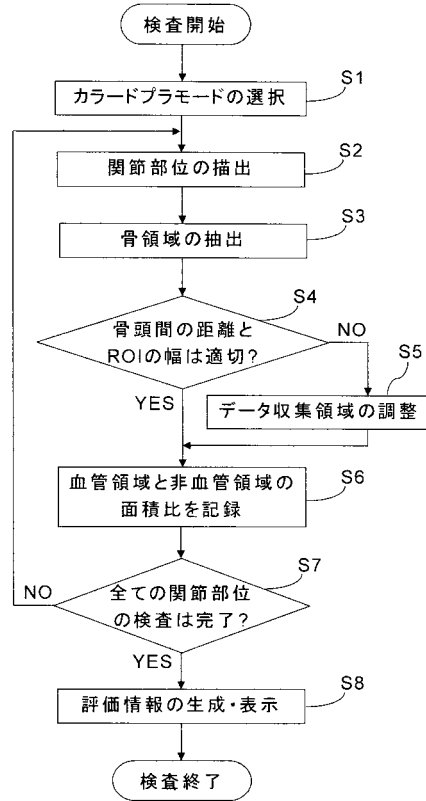 検査開始
S1
カラードプラモードの選択
S2
関節部位の描出
S3
骨領域の抽出
S4
骨頭間の距離と
ROIの幅は適切?
NO
YES
S5
データ収集領域の調整
S6
血管領域と非血管領域の
面積比を記録
S7
全ての関節部位
の検査は完了?
NO
YES
S8
評価情報の生成・表示
検査終了